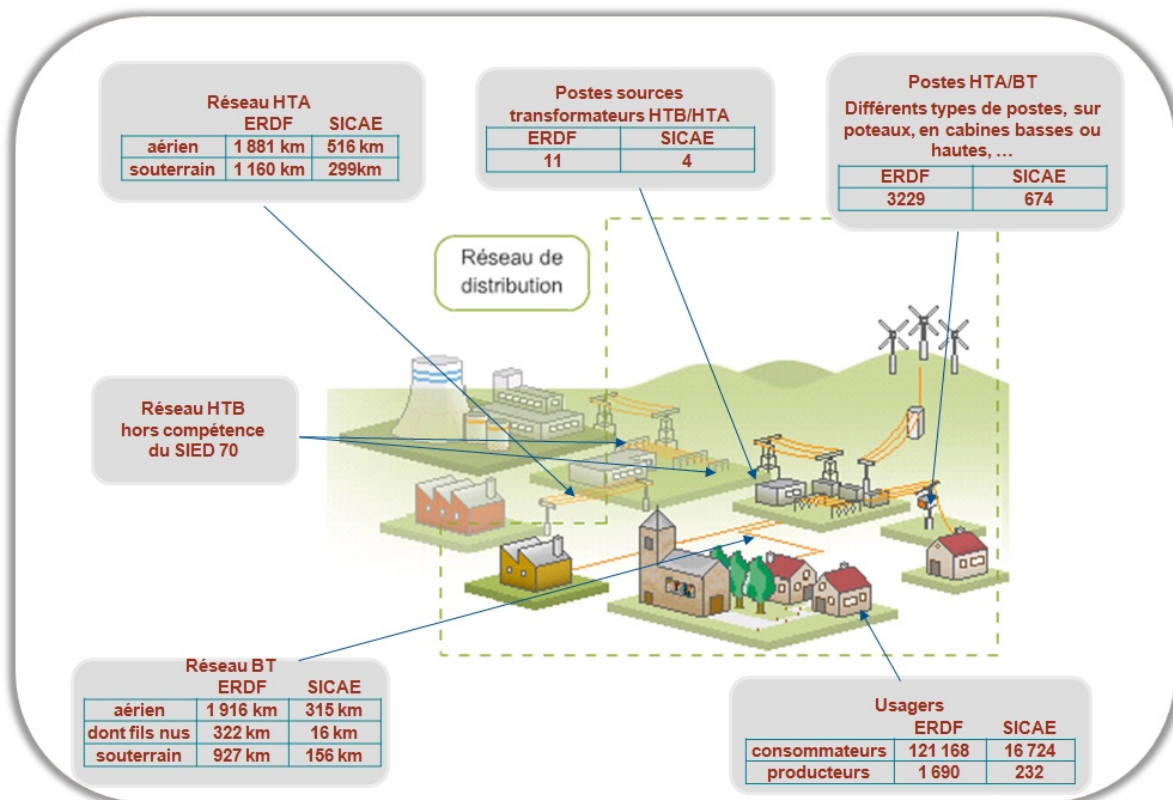 Réseau HTA
ERDF SICAE
aérien 1 881 km 516 km
souterrain 1 160 km 299km
Postes sources
transformateurs HTB/HTA
ERDF SICAE
11 4
Postes HTA/BT
Différents types de postes, sur
poteaux, en cabines basses ou
hautes, ...
ERDF SICAE
3229 674
Réseau de
distribution
Réseau HTB
hors compétence
du SIED 70
Réseau BT
ERDF SICAE
aérien 1 916 km 315 km
dont fils nus 322 km 16 km
souterrain 927 km 156 km
Usagers
ERDF SICAE
consommateurs 121 168 16 724
producteurs 1 690 232